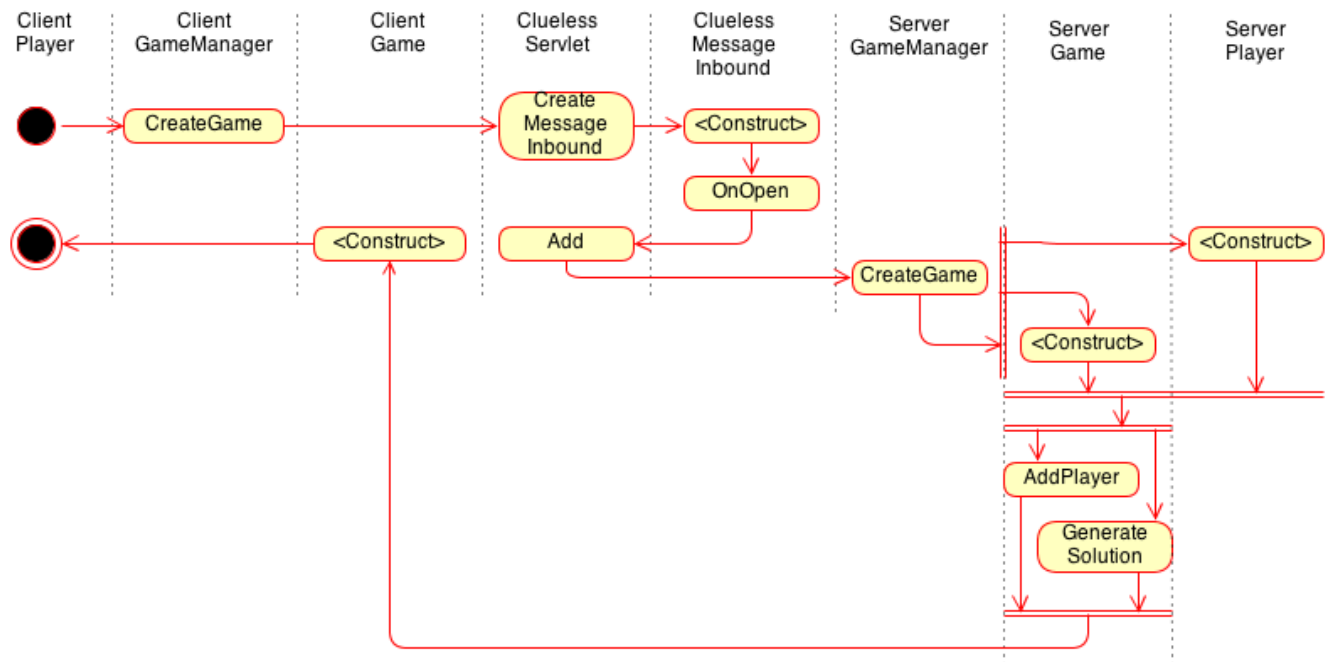 Client
Player
Client
GameManager
Client
Game
Clueless
Servlet
Clueless
Message
Inbound
Server
GameManager
Server
Game
Server
Player
CreateGame
Create
Message
Inbound
<Construct>
OnOpen
<Construct>
Add
<Construct>
CreateGame
<Construct>
AddPlayer
Generate
Solution